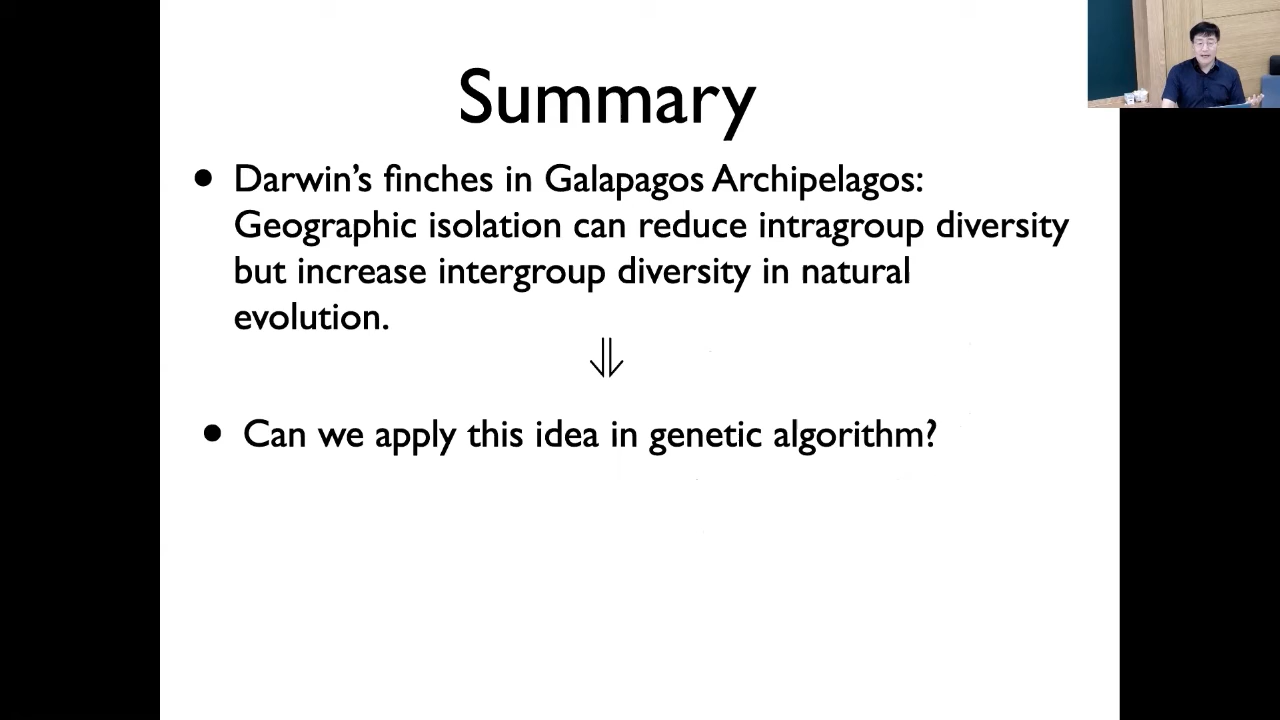 Summary
• Darwin's finches in Galapagos Archipelagos:
Geographic isolation can reduce intragroup diversity
but increase intergroup diversity in natural
evolution.
⇓
• Can we apply this idea in genetic algorithm?